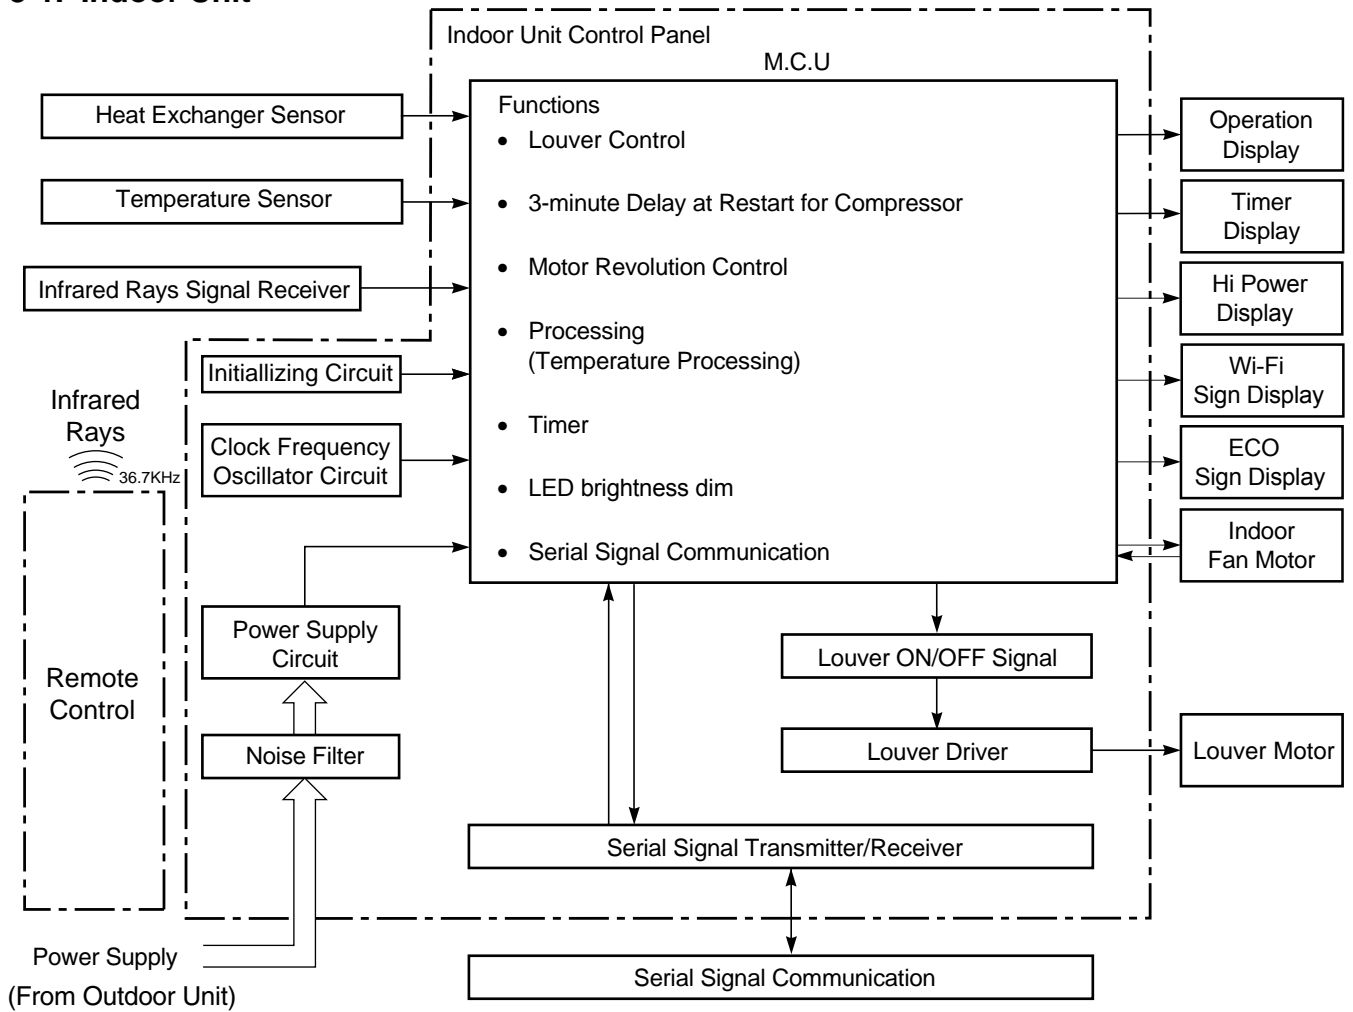 Indoor Unit Control Panel
M.C.U
Heat Exchanger Sensor
Temperature Sensor
Infrared Rays Signal Receiver
Initiallizing Circuit
Clock Frequency
Oscillator Circuit
Infrared
Rays
36.7KHz
Remote
Control
Power Supply
Circuit
Noise Filter
Power Supply
(From Outdoor Unit)
Functions
• Louver Control
• 3-minute Delay at Restart for Compressor
• Motor Revolution Control
• Processing
(Temperature Processing)
• Timer
• LED brightness dim
• Serial Signal Communication
Louver ON/OFF Signal
Louver Driver
Serial Signal Transmitter/Receiver
Serial Signal Communication
Operation
Display
Timer
Display
Hi Power
Display
Wi-Fi
Sign Display
ECO
Sign Display
Indoor
Fan Motor
Louver Motor